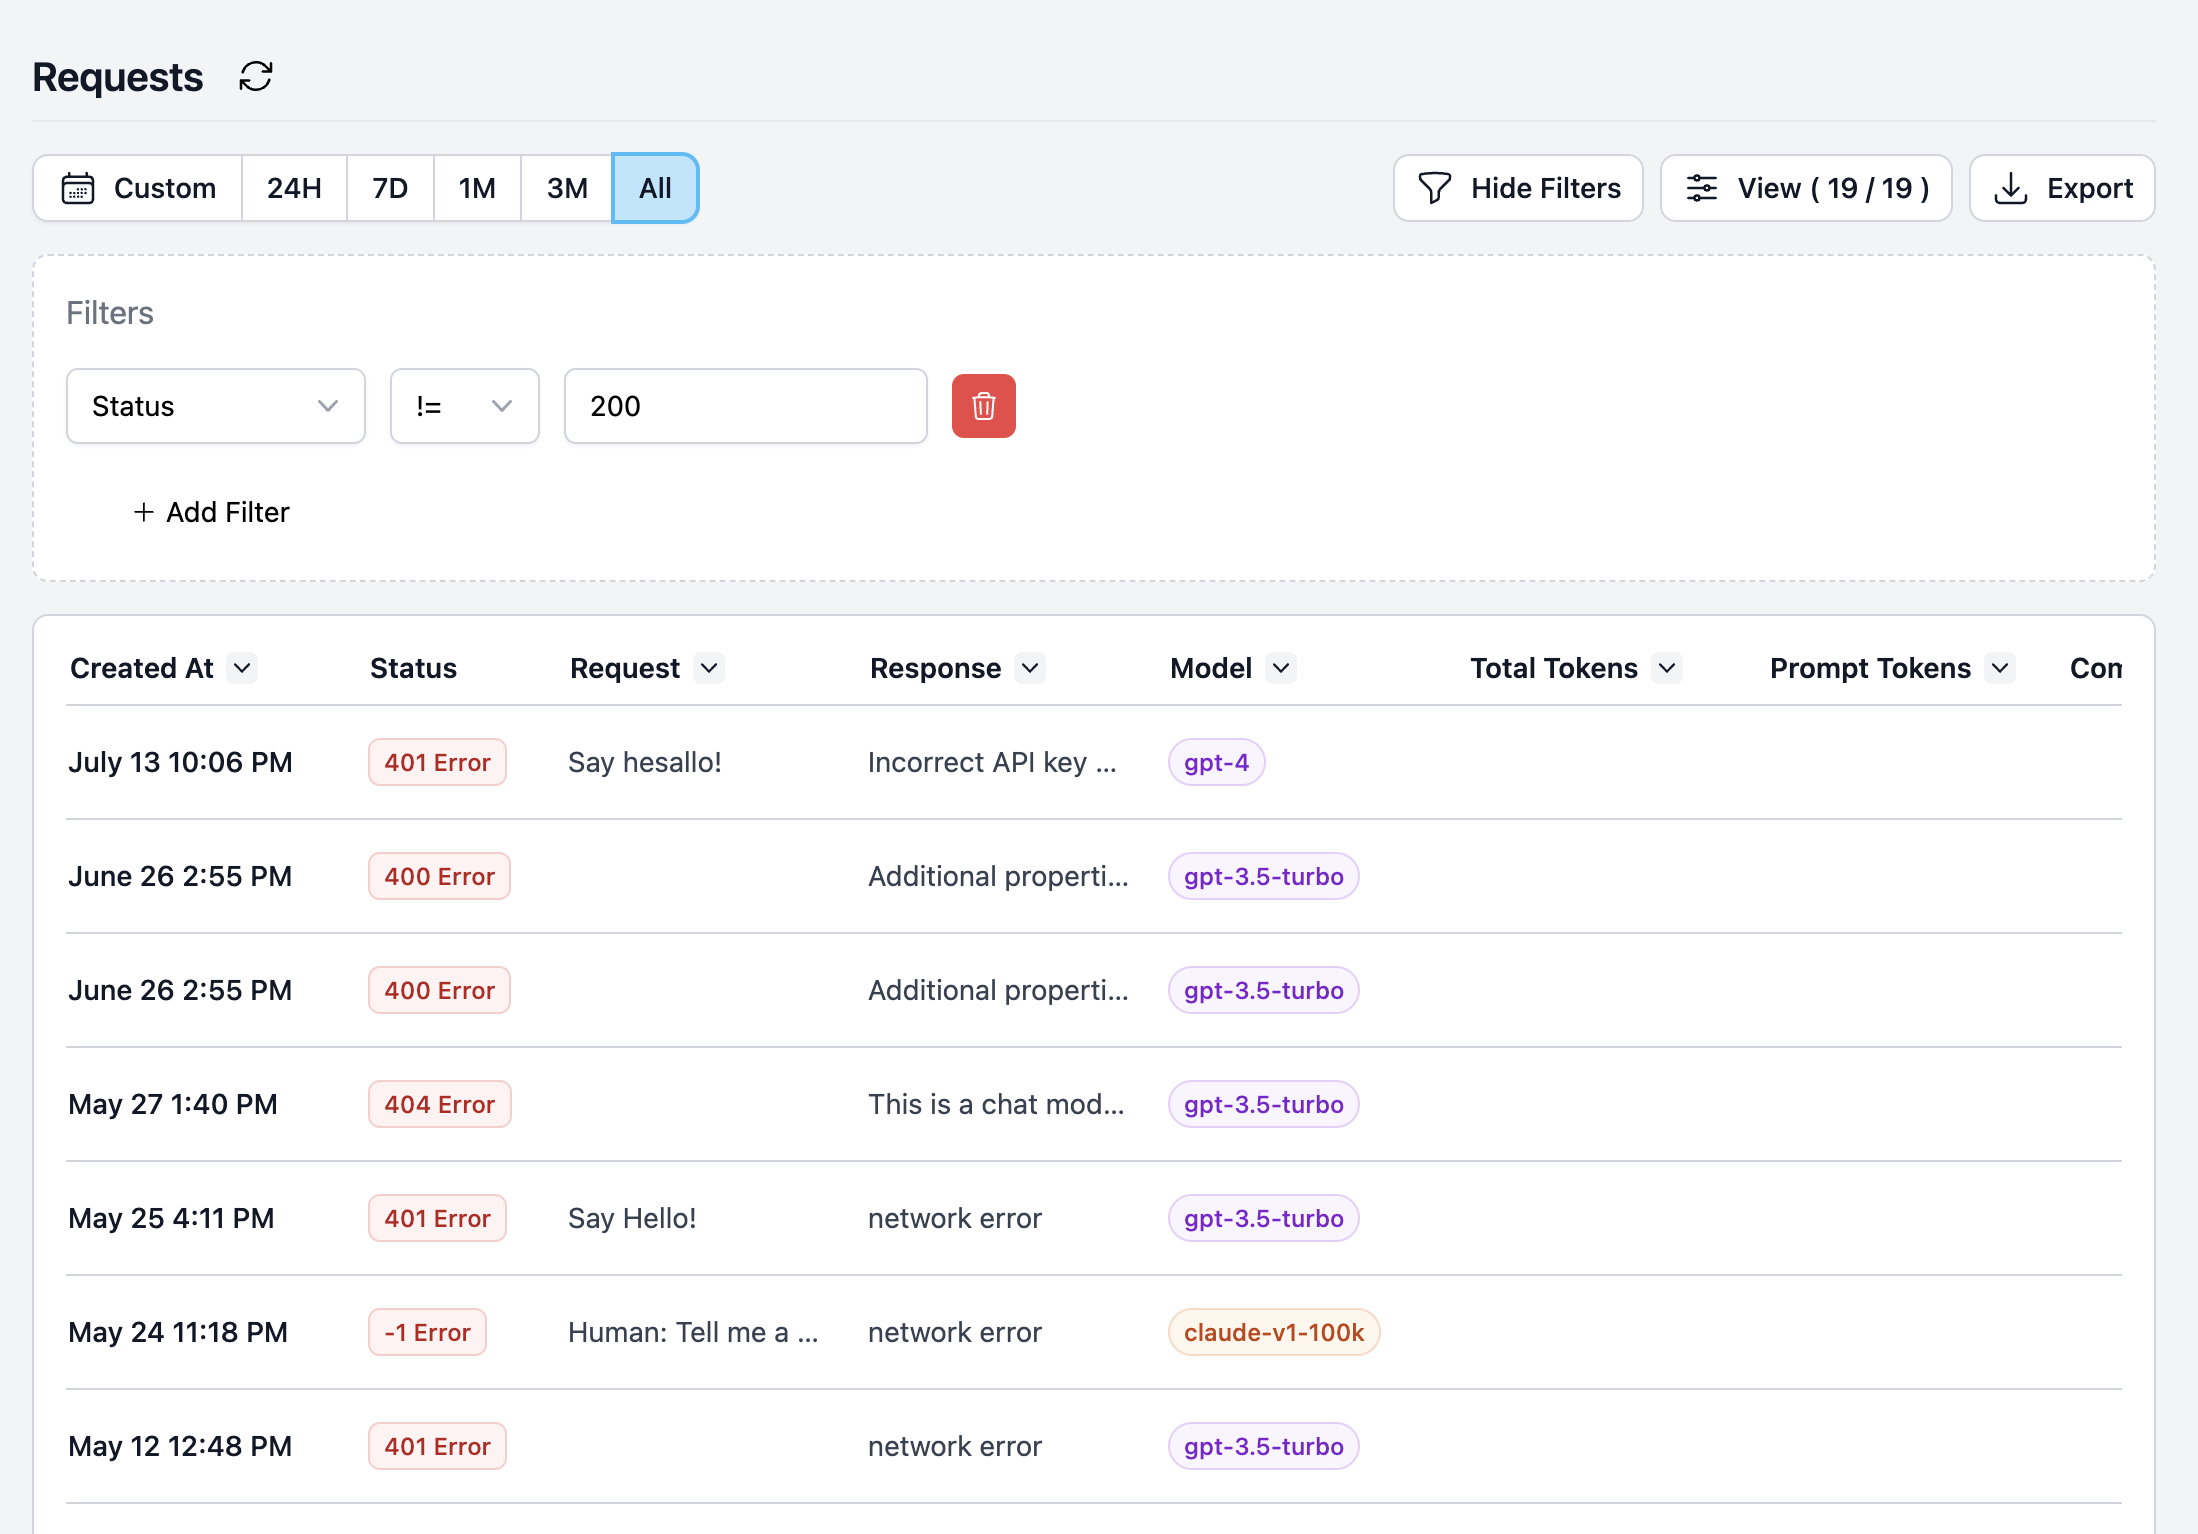 Requests
Custom 24H 7D 1M 3M All Hide Filters View ( 19 / 19 ) Export
Filters
Status != 200
+ Add Filter
Created At Status Request Response Model Total Tokens Prompt Tokens Com
July 13 10:06 PM 401 Error Say hesallo! Incorrect API key ... gpt-4
June 26 2:55 PM 400 Error Additional properti... gpt-3.5-turbo
June 26 2:55 PM 400 Error Additional properti... gpt-3.5-turbo
May 27 1:40 PM 404 Error This is a chat mod... gpt-3.5-turbo
May 25 4:11 PM 401 Error Say Hello! network error gpt-3.5-turbo
May 24 11:18 PM -1 Error Human: Tell me a ... network error claude-v1-100k
May 12 12:48 PM 401 Error network error gpt-3.5-turbo